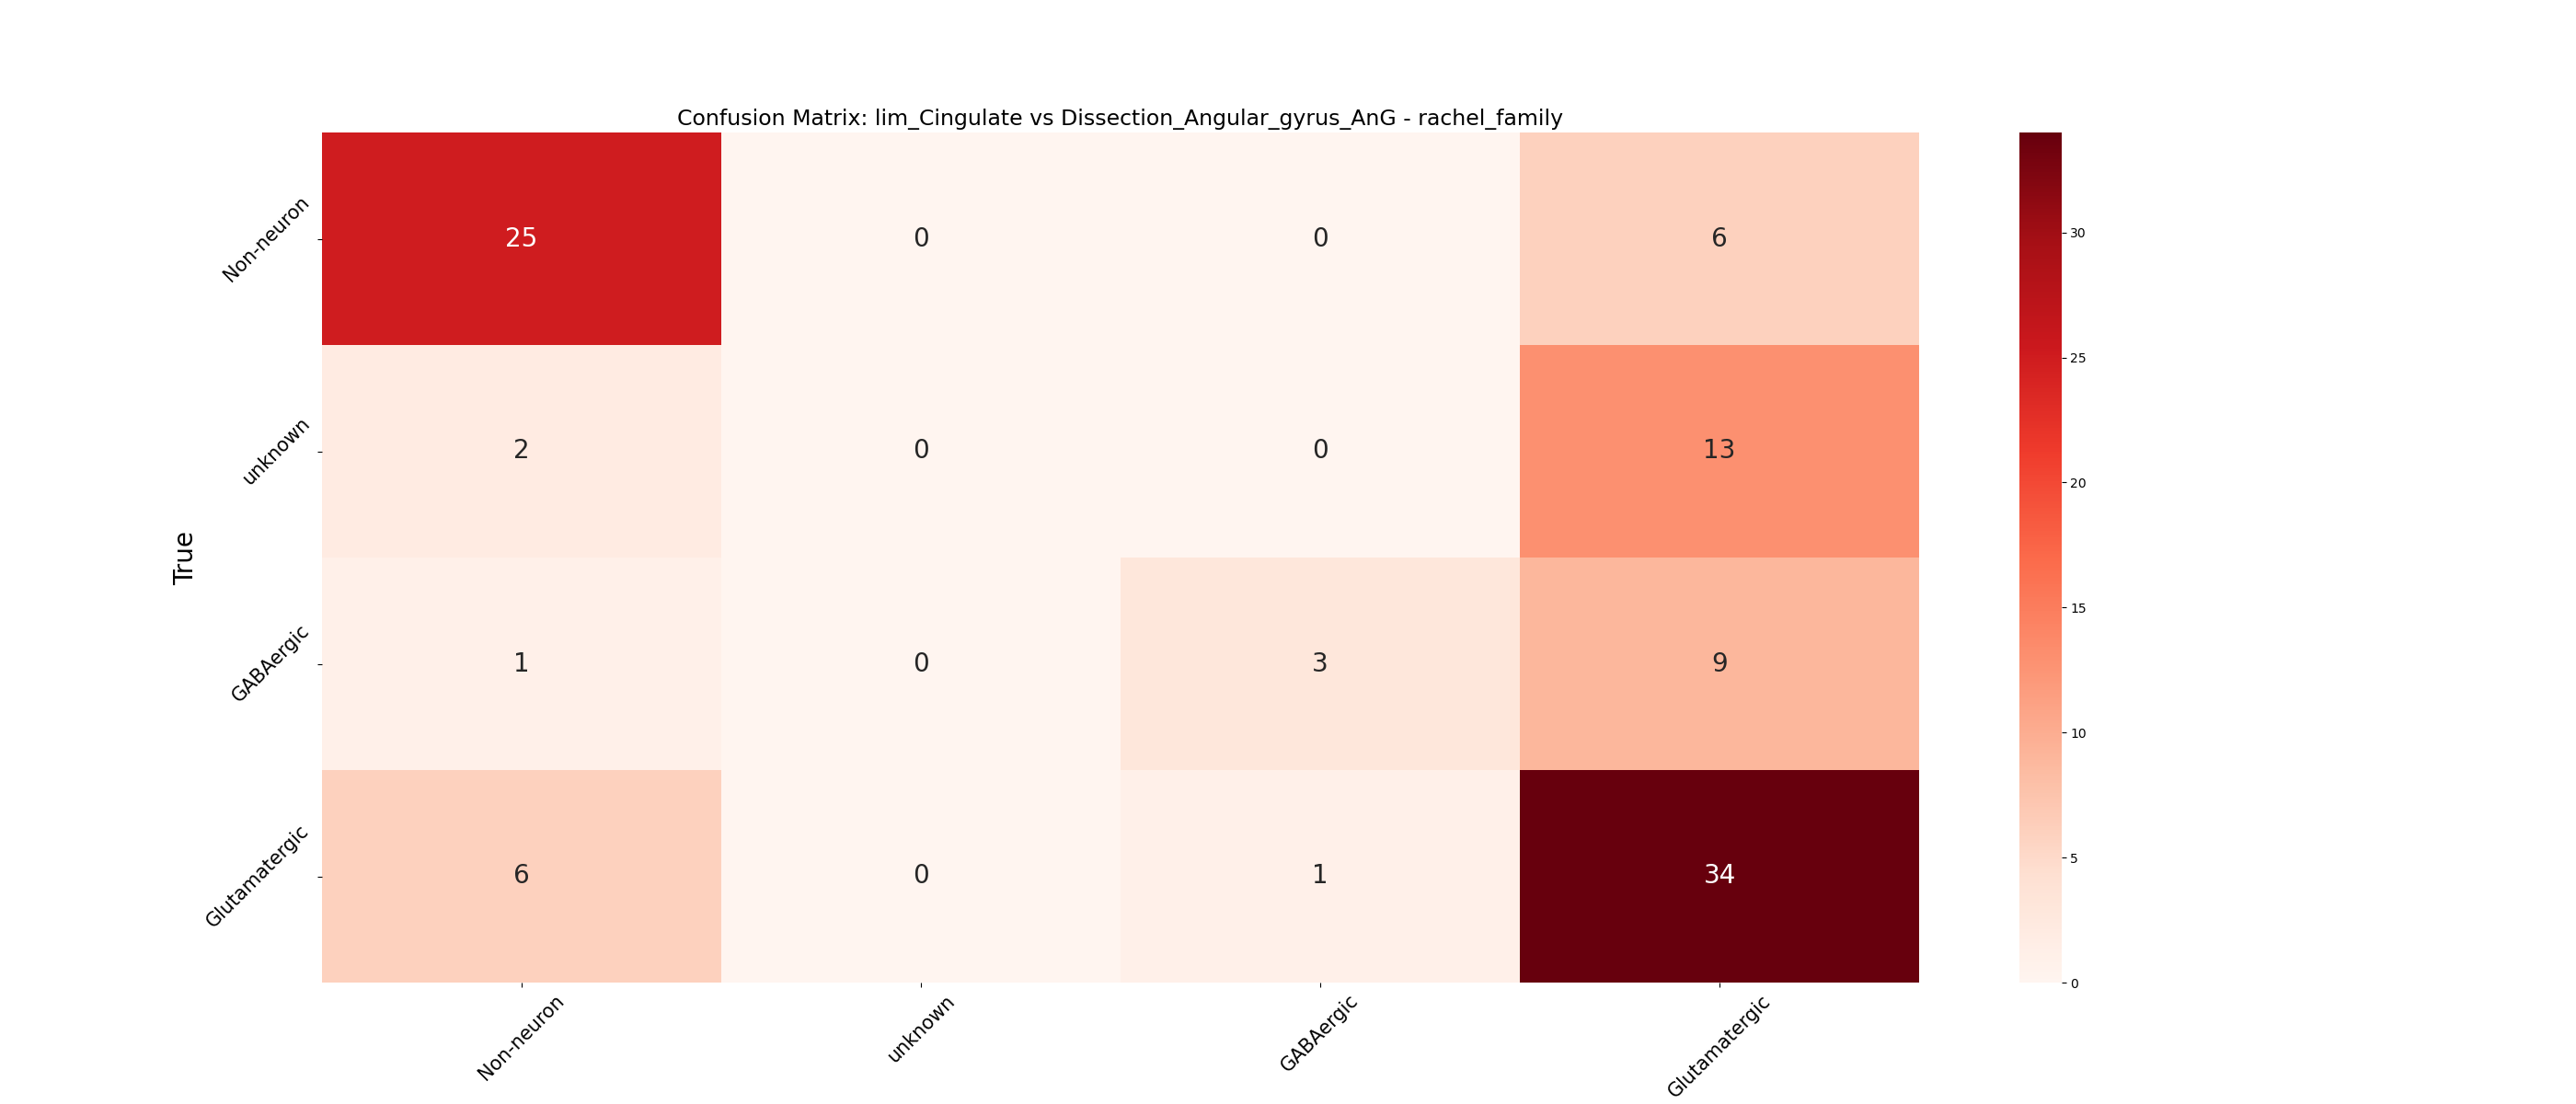 Confusion Matrix: lim_Cingulate vs Dissection_Angular_gyrus_AnG - rachel_family
True
Non-neuron 25 0 0 6
unknown 2 0 0 13
GABAergic 1 0 3 9
Glutamatergic 6 0 1 34
Non-neuron unknown GABAergic Glutamatergic
30
25
20
15
10
5
0